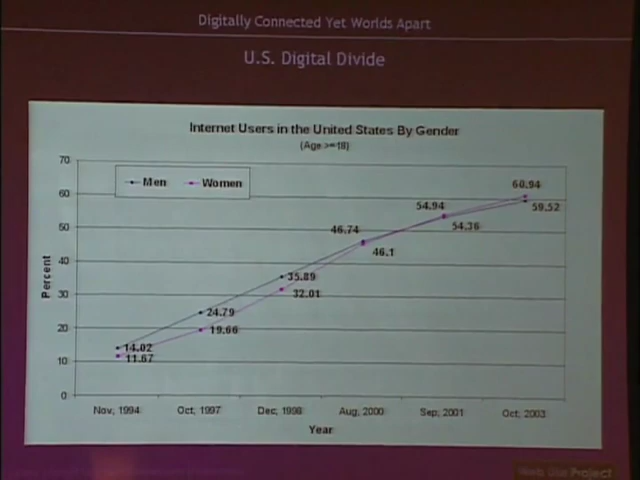 Digitally Connected Yet Worlds Apart
U.S. Digital Divide
Internet Users in the United States By Gender
(Age >=18)
70
Men Women
60
50
40
30
20
10
0
Percent
60.94
59.52
54.94
54.36
46.74
46.1
35.89
32.01
24.79
19.66
14.02
11.67
Nov, 1994 Oct, 1997 Dec, 1998 Aug, 2000 Sep, 2001 Oct, 2003
Year
Project